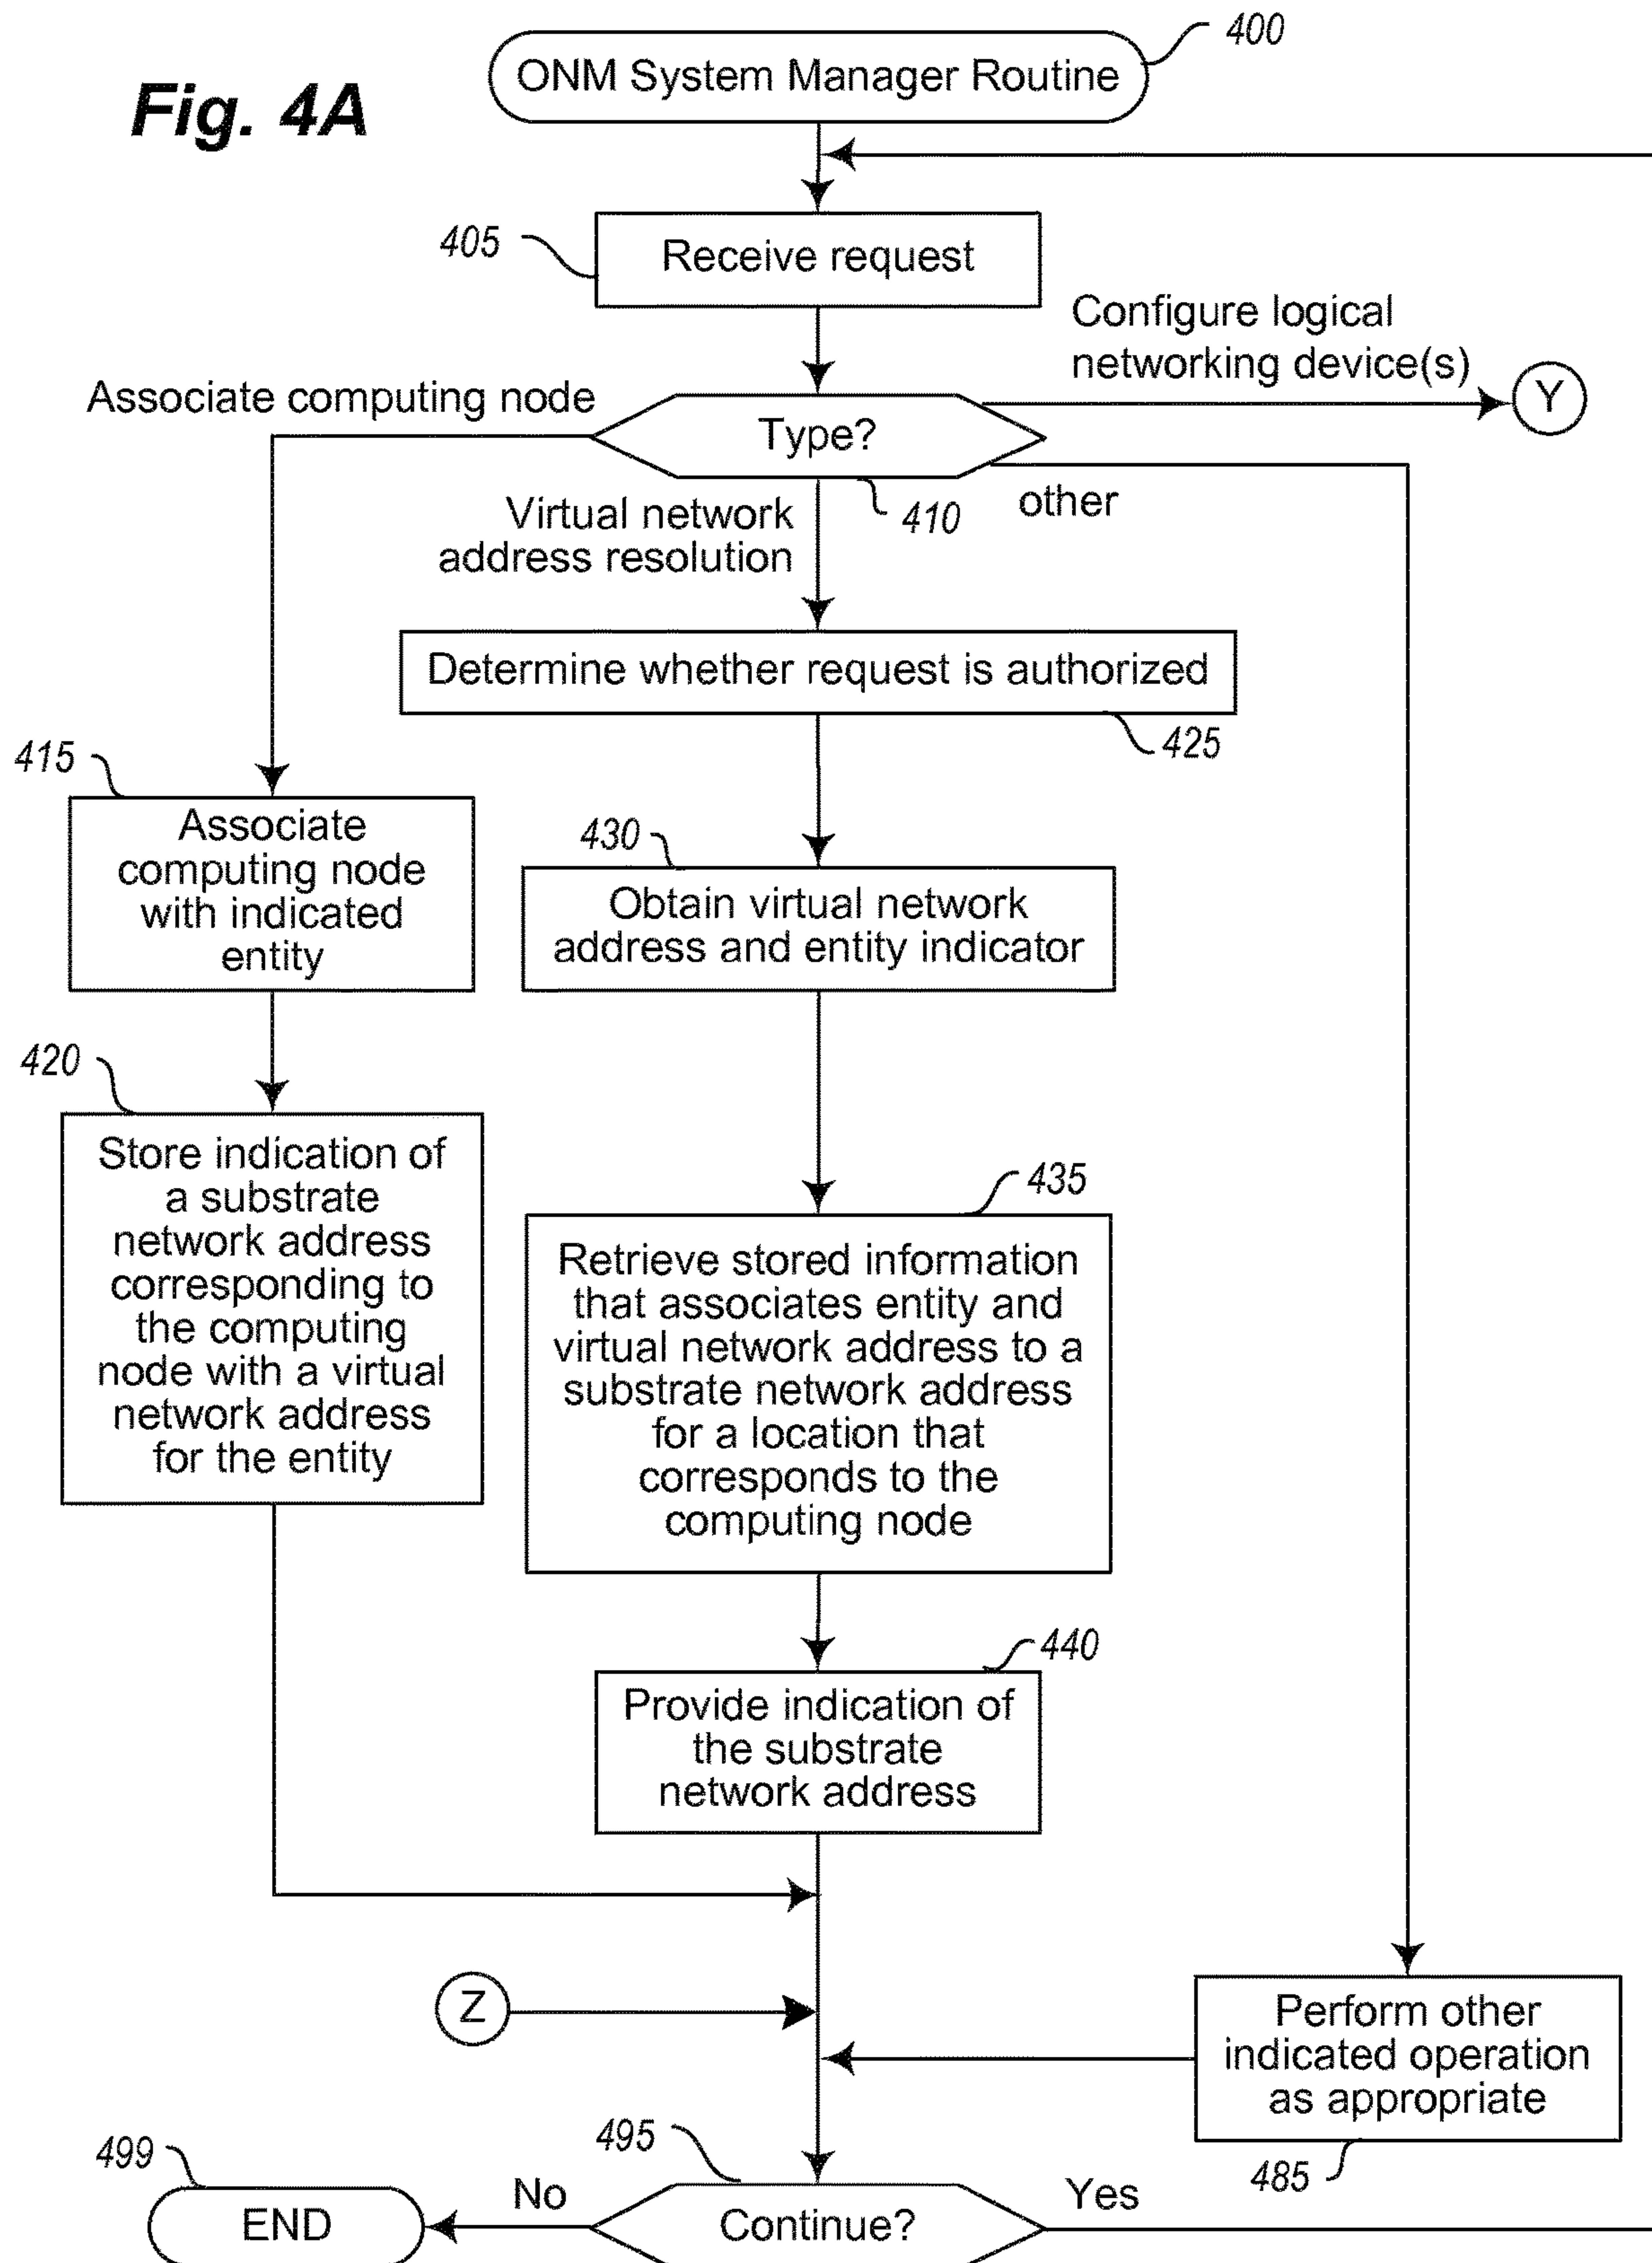 Fig. 4A
ONM System Manager Routine
400
405
Receive request
Configure logical
networking device(s)
Y
Associate computing node
Type?
410
other
Virtual network
address resolution
Determine whether request is authorized
425
415
Associate
computing node
with indicated
entity
430
Obtain virtual network
address and entity indicator
420
Store indication of
a substrate
network address
corresponding to
the computing
node with a virtual
network address
for the entity
435
Retrieve stored information
that associates entity and
virtual network address to a
substrate network address
for a location that
corresponds to the
computing node
440
Provide indication of
the substrate
network address
Z
Perform other
indicated operation
as appropriate
485
495
Continue?
Yes
No
499
END